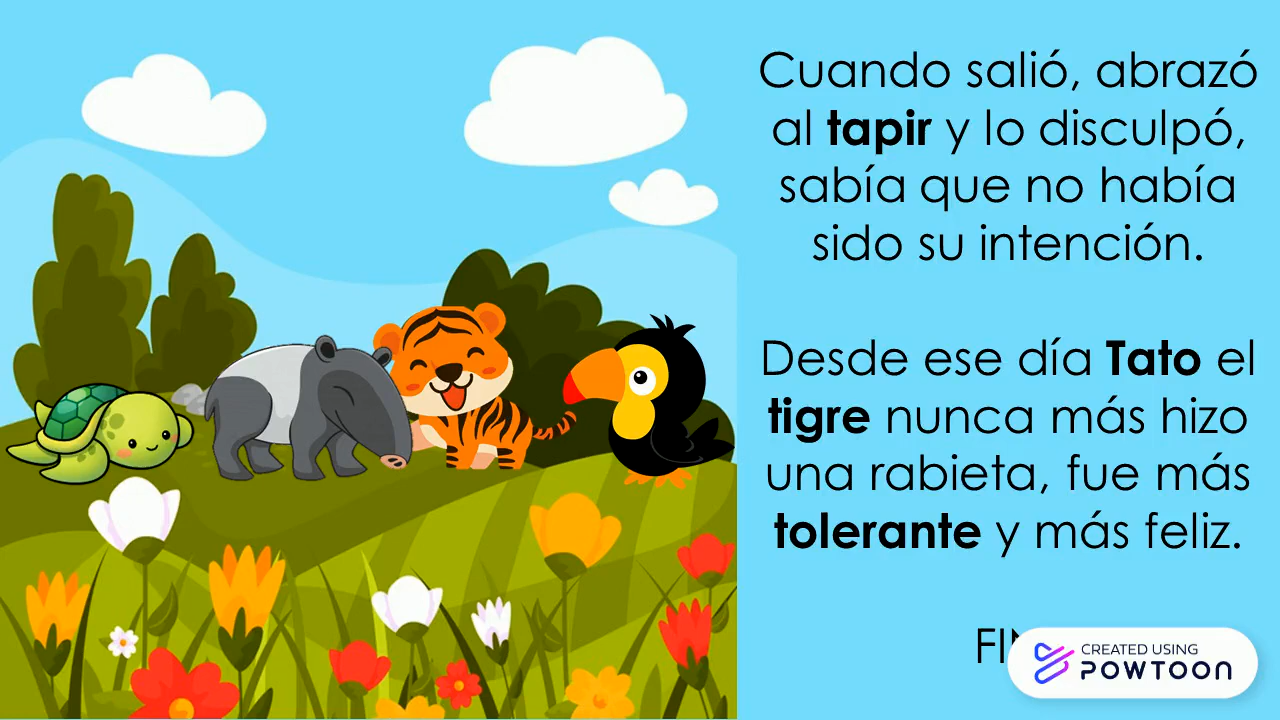 Cuando salió, abrazó
al tapir y lo disculpó,
sabía que no había
sido su intención.
Desde ese día Tato el
tigre nunca más hizo
una rabieta, fue más
tolerante y más feliz.
CREATED USING
POWTOON